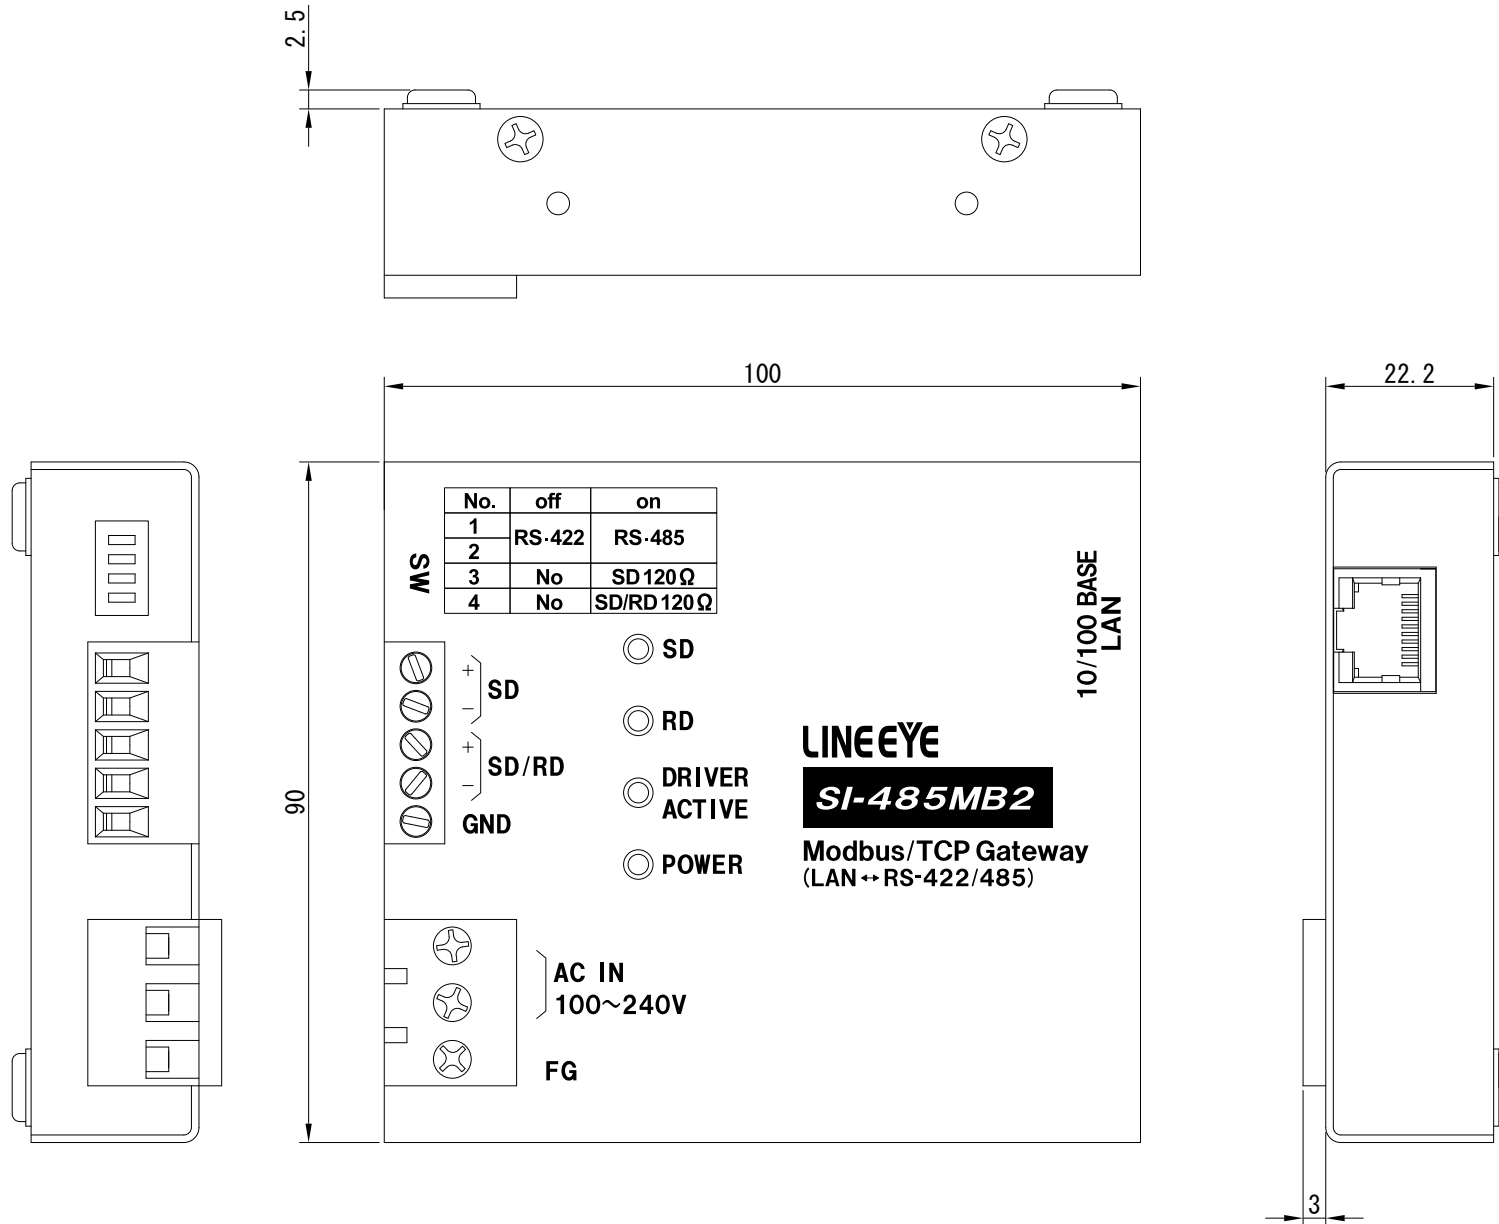 2.5
100
22.2
90
No. off on
1 RS-422 RS-485
2
3 No SD 120Ω
4 No SD/RD 120Ω
SW
10/100 BASE
LAN
SD
RD
DRIVER
ACTIVE
POWER
+
SD
-
+
SD/RD
-
GND
LINEEYE
SI-485MB2
Modbus/TCP Gateway
(LAN↔RS-422/485)
AC IN
100～240V
FG
3